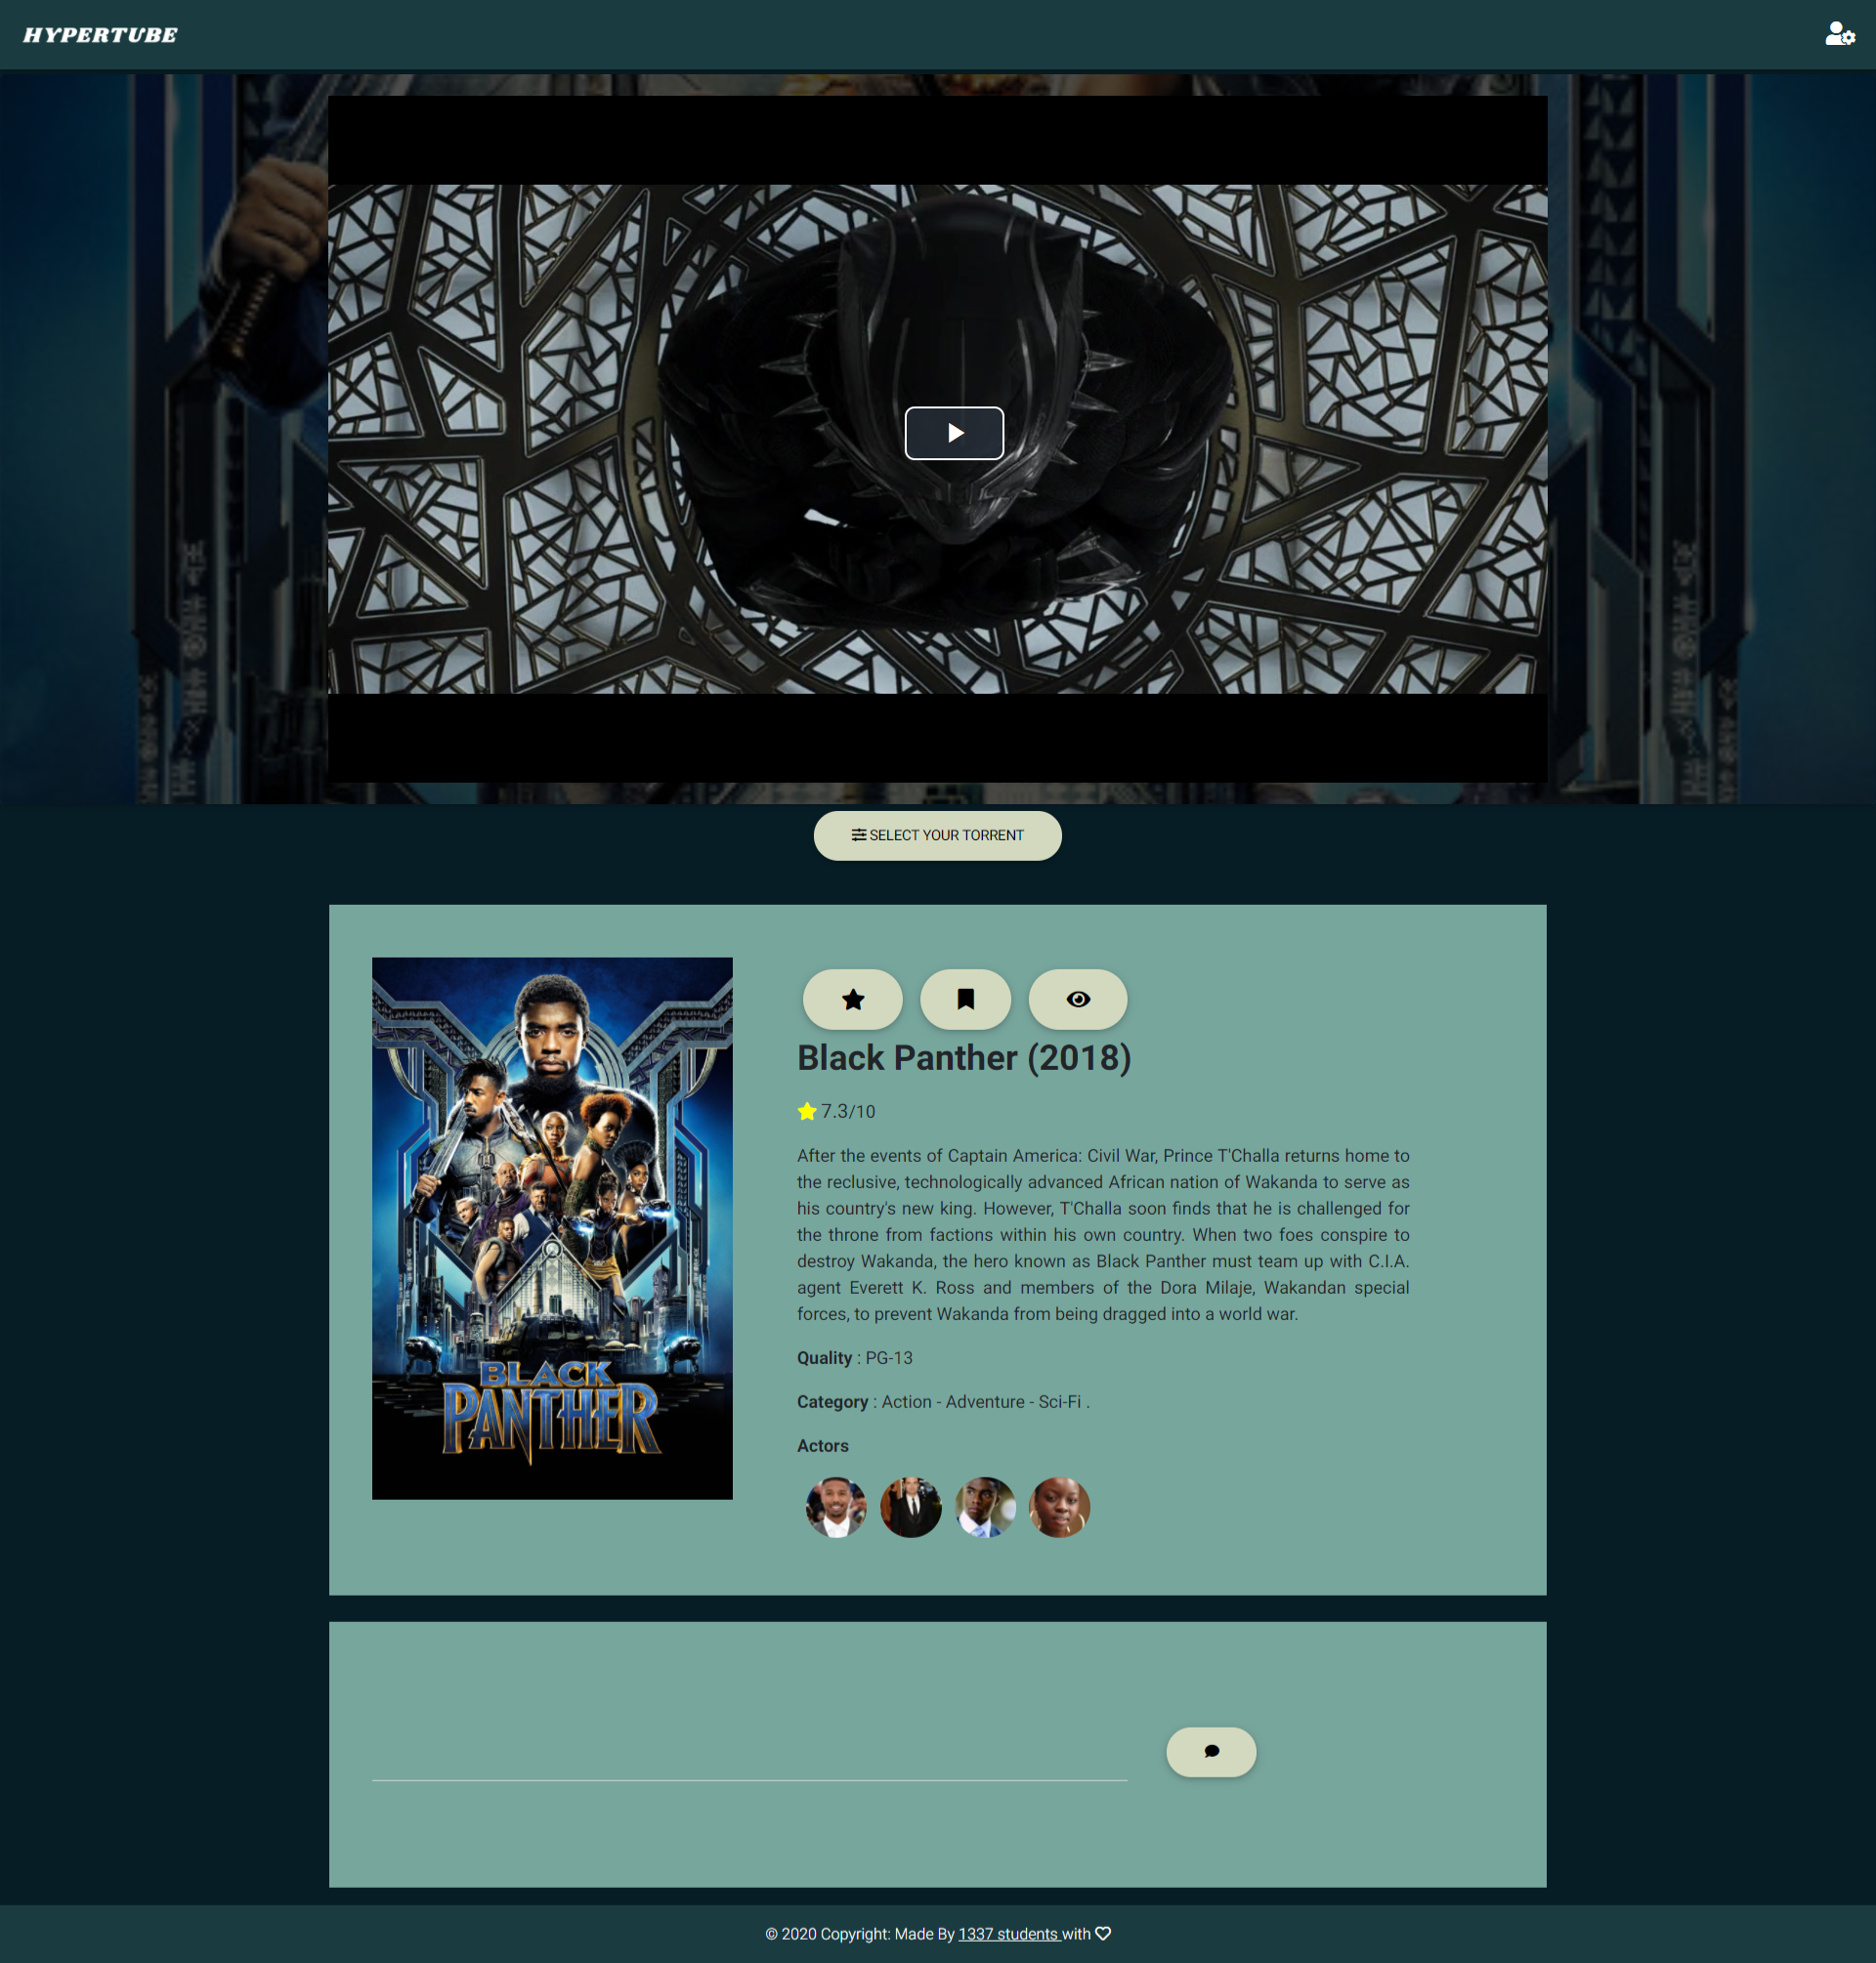 HYPERTUBE
SELECT YOUR TORRENT
Black Panther (2018)
7.3/10
After the events of Captain America: Civil War, Prince T'Challa returns home to
the reclusive, technologically advanced African nation of Wakanda to serve as
his country's new king. However, T'Challa soon finds that he is challenged for
the throne from factions within his own country. When two foes conspire to
destroy Wakanda, the hero known as Black Panther must team up with C.I.A.
agent Everett K. Ross and members of the Dora Milaje, Wakandan special
forces, to prevent Wakanda from being dragged into a world war.
BLACK
PANTHER
Quality : PG-13
Category : Action - Adventure - Sci-Fi .
Actors
© 2020 Copyright: Made By 1337 students with